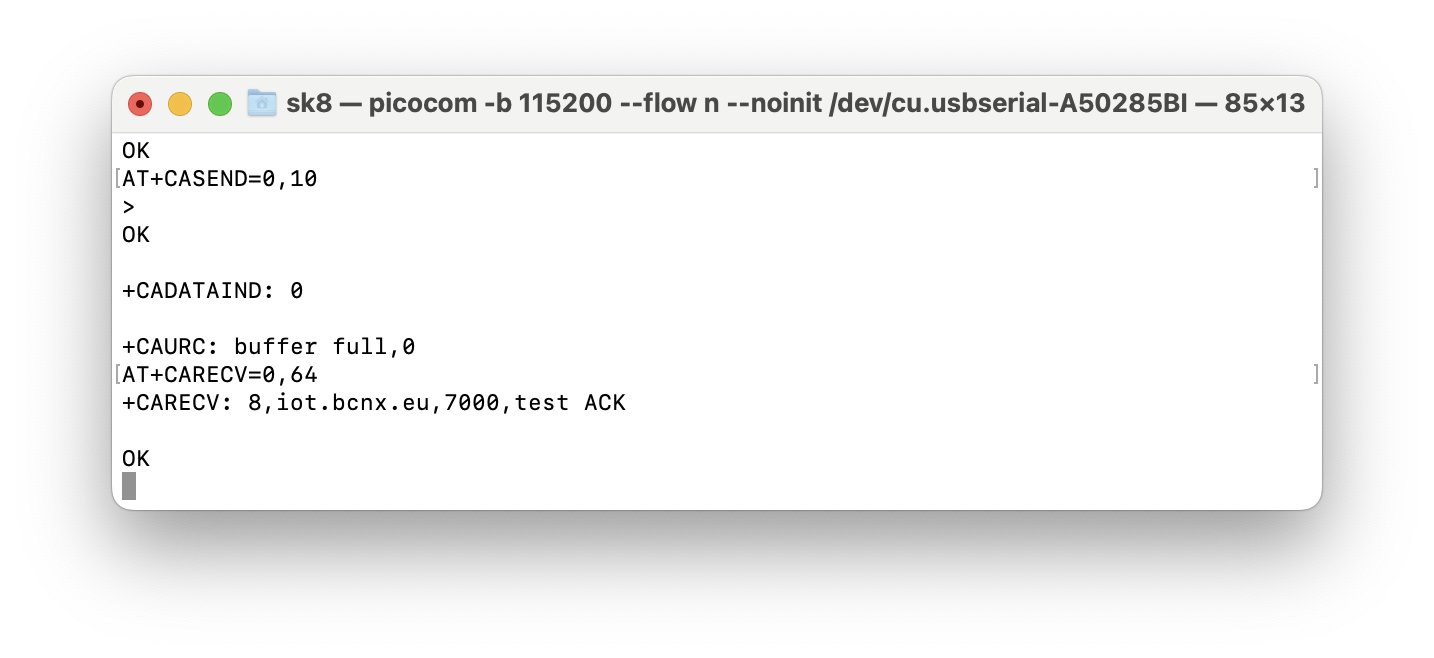 sk8 — picocom -b 115200 --flow n --noinit /dev/cu.usbserial-A50285BI — 85×13
OK
[AT+CASEND=0,10 ]
>
OK
+CADATAIND: 0
+CAURC: buffer full,0
[AT+CARECV=0,64 ]
+CARECV: 8,iot.bcnx.eu,7000,test ACK
OK